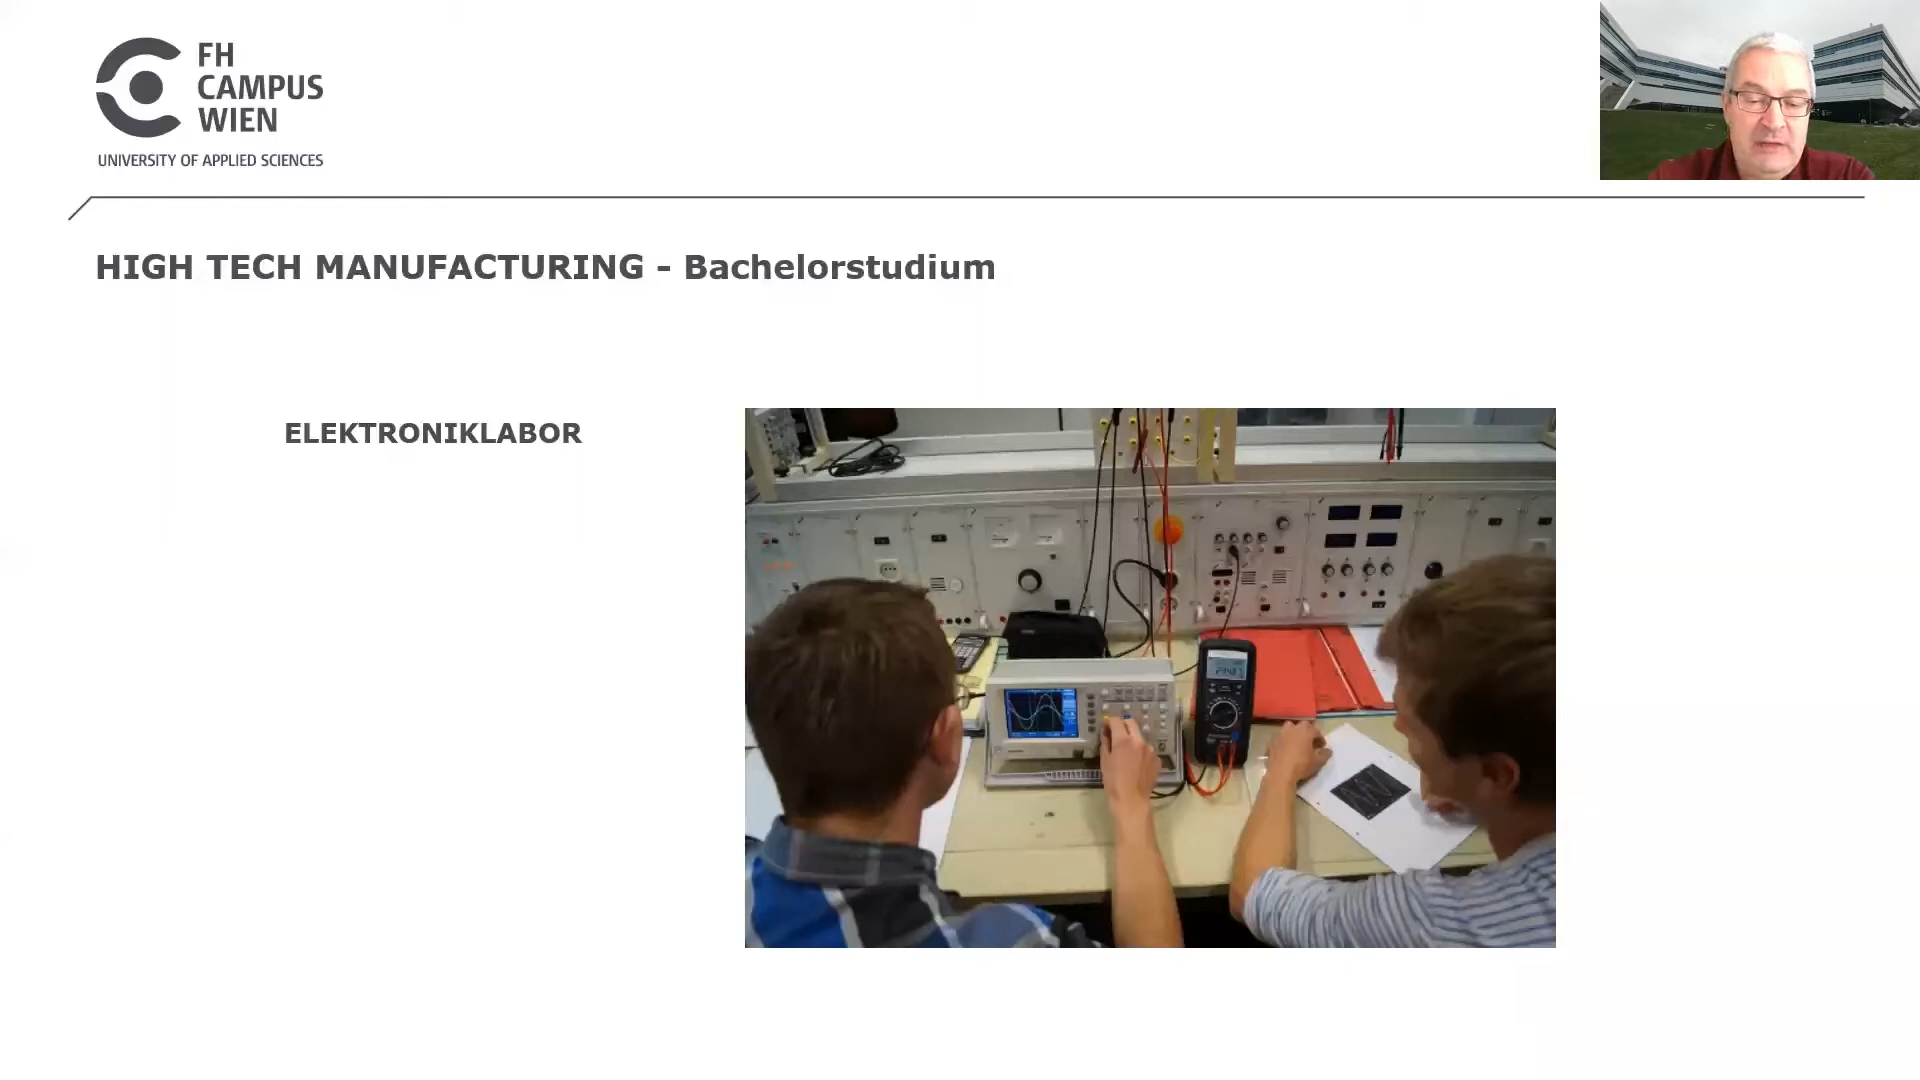 FH
CAMPUS
WIEN
UNIVERSITY OF APPLIED SCIENCES
HIGH TECH MANUFACTURING - Bachelorstudium
ELEKTRONIKLABOR